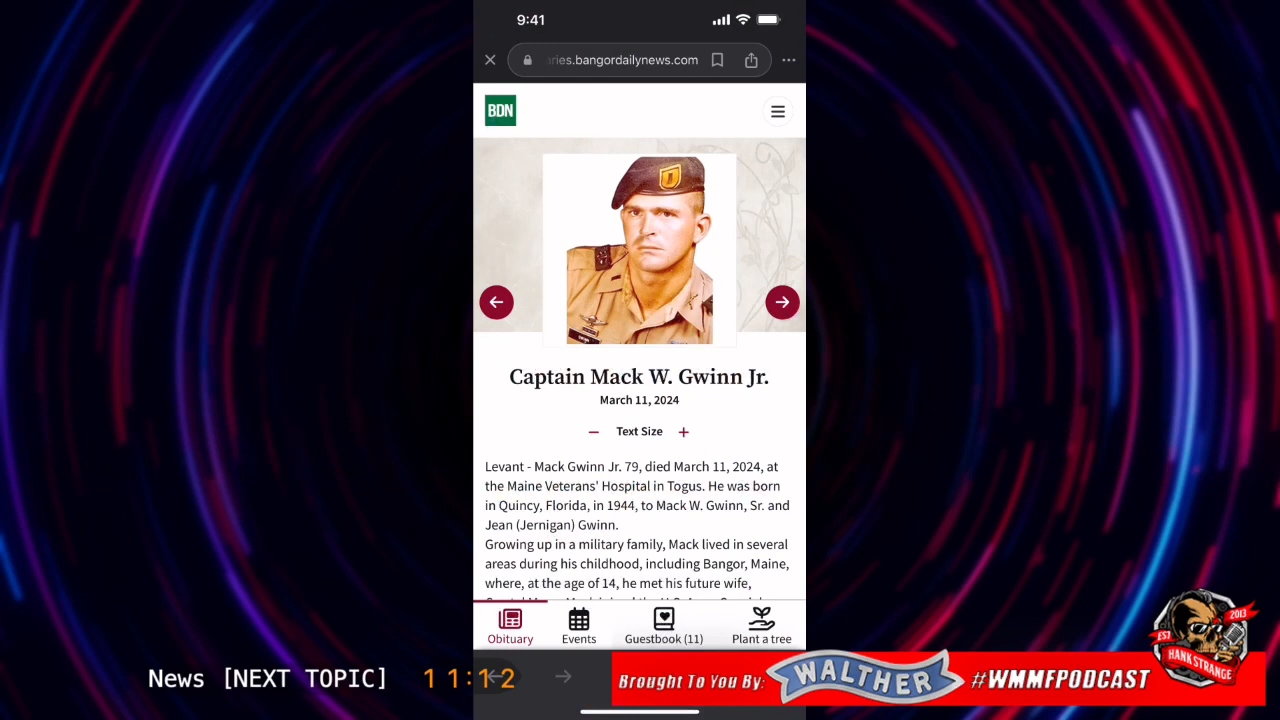 9:41
ries.bangordailynews.com
BDN
Captain Mack W. Gwinn Jr.
March 11, 2024
Text Size
Levant - Mack Gwinn Jr. 79, died March 11, 2024, at
the Maine Veterans' Hospital in Togus. He was born
in Quincy, Florida, in 1944, to Mack W. Gwinn, Sr. and
Jean (Jernigan) Gwinn.
Growing up in a military family, Mack lived in several
areas during his childhood, including Bangor, Maine,
where, at the age of 14, he met his future wife,
Obituary
Events
Guestbook (11)
Plant a tree
News [NEXT TOPIC] 11:12
Brought To You By: WALTHER #WMMFPODCAST
EST 2013
HANK STRANGE